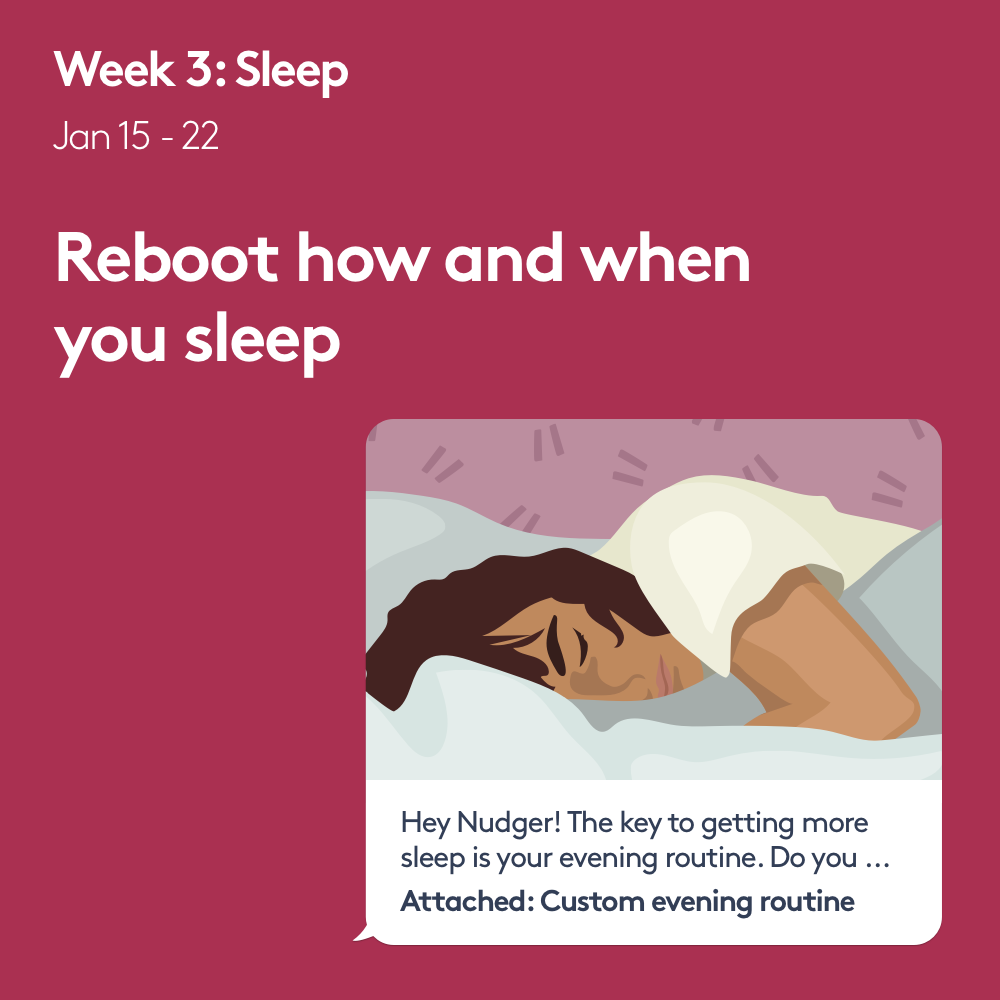 Week 3: Sleep
Jan 15 - 22
Reboot how and when
you sleep
Hey Nudger! The key to getting more
sleep is your evening routine. Do you ...
Attached: Custom evening routine